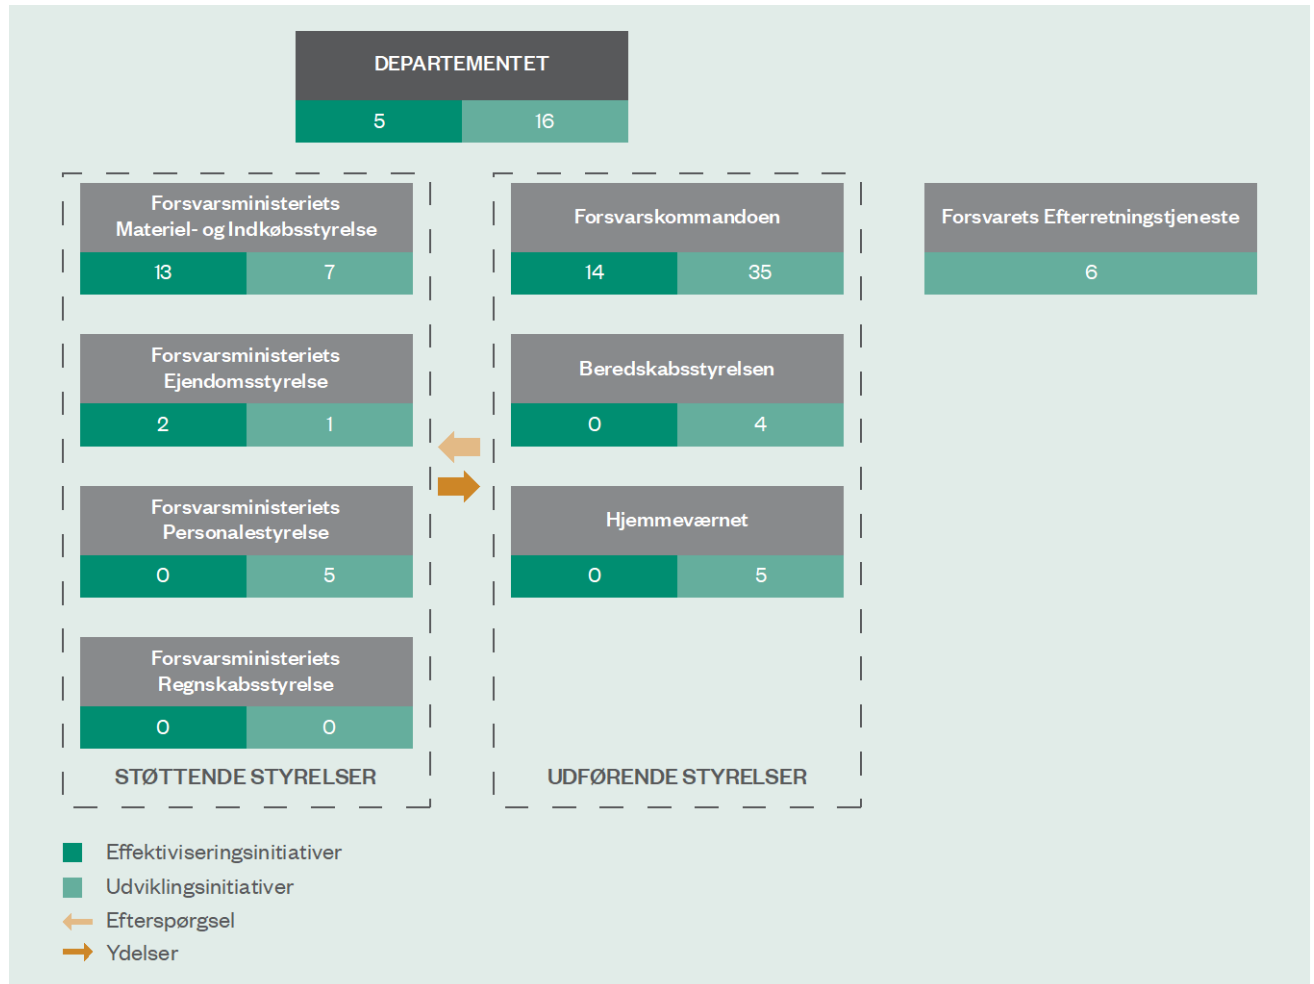 DEPARTEMENTET
5 16
Forsvarsministeriets
Materiel- og Indkøbsstyrelse
13 7
Forsvarsministeriets
Ejendomsstyrelse
2 1
Forsvarsministeriets
Personalestyrelse
0 5
Forsvarsministeriets
Regnskabsstyrelse
0 0
STØTTENDE STYRELSER
Forsvarskommandoen
14 35
Beredskabsstyrelsen
0 4
Hjemmeværnet
0 5
UDFØRENDE STYRELSER
Forsvarets Efterretningstjeneste
6
Effektiviseringsinitiativer
Udviklingsinitiativer
Efterspørgsel
Ydelser